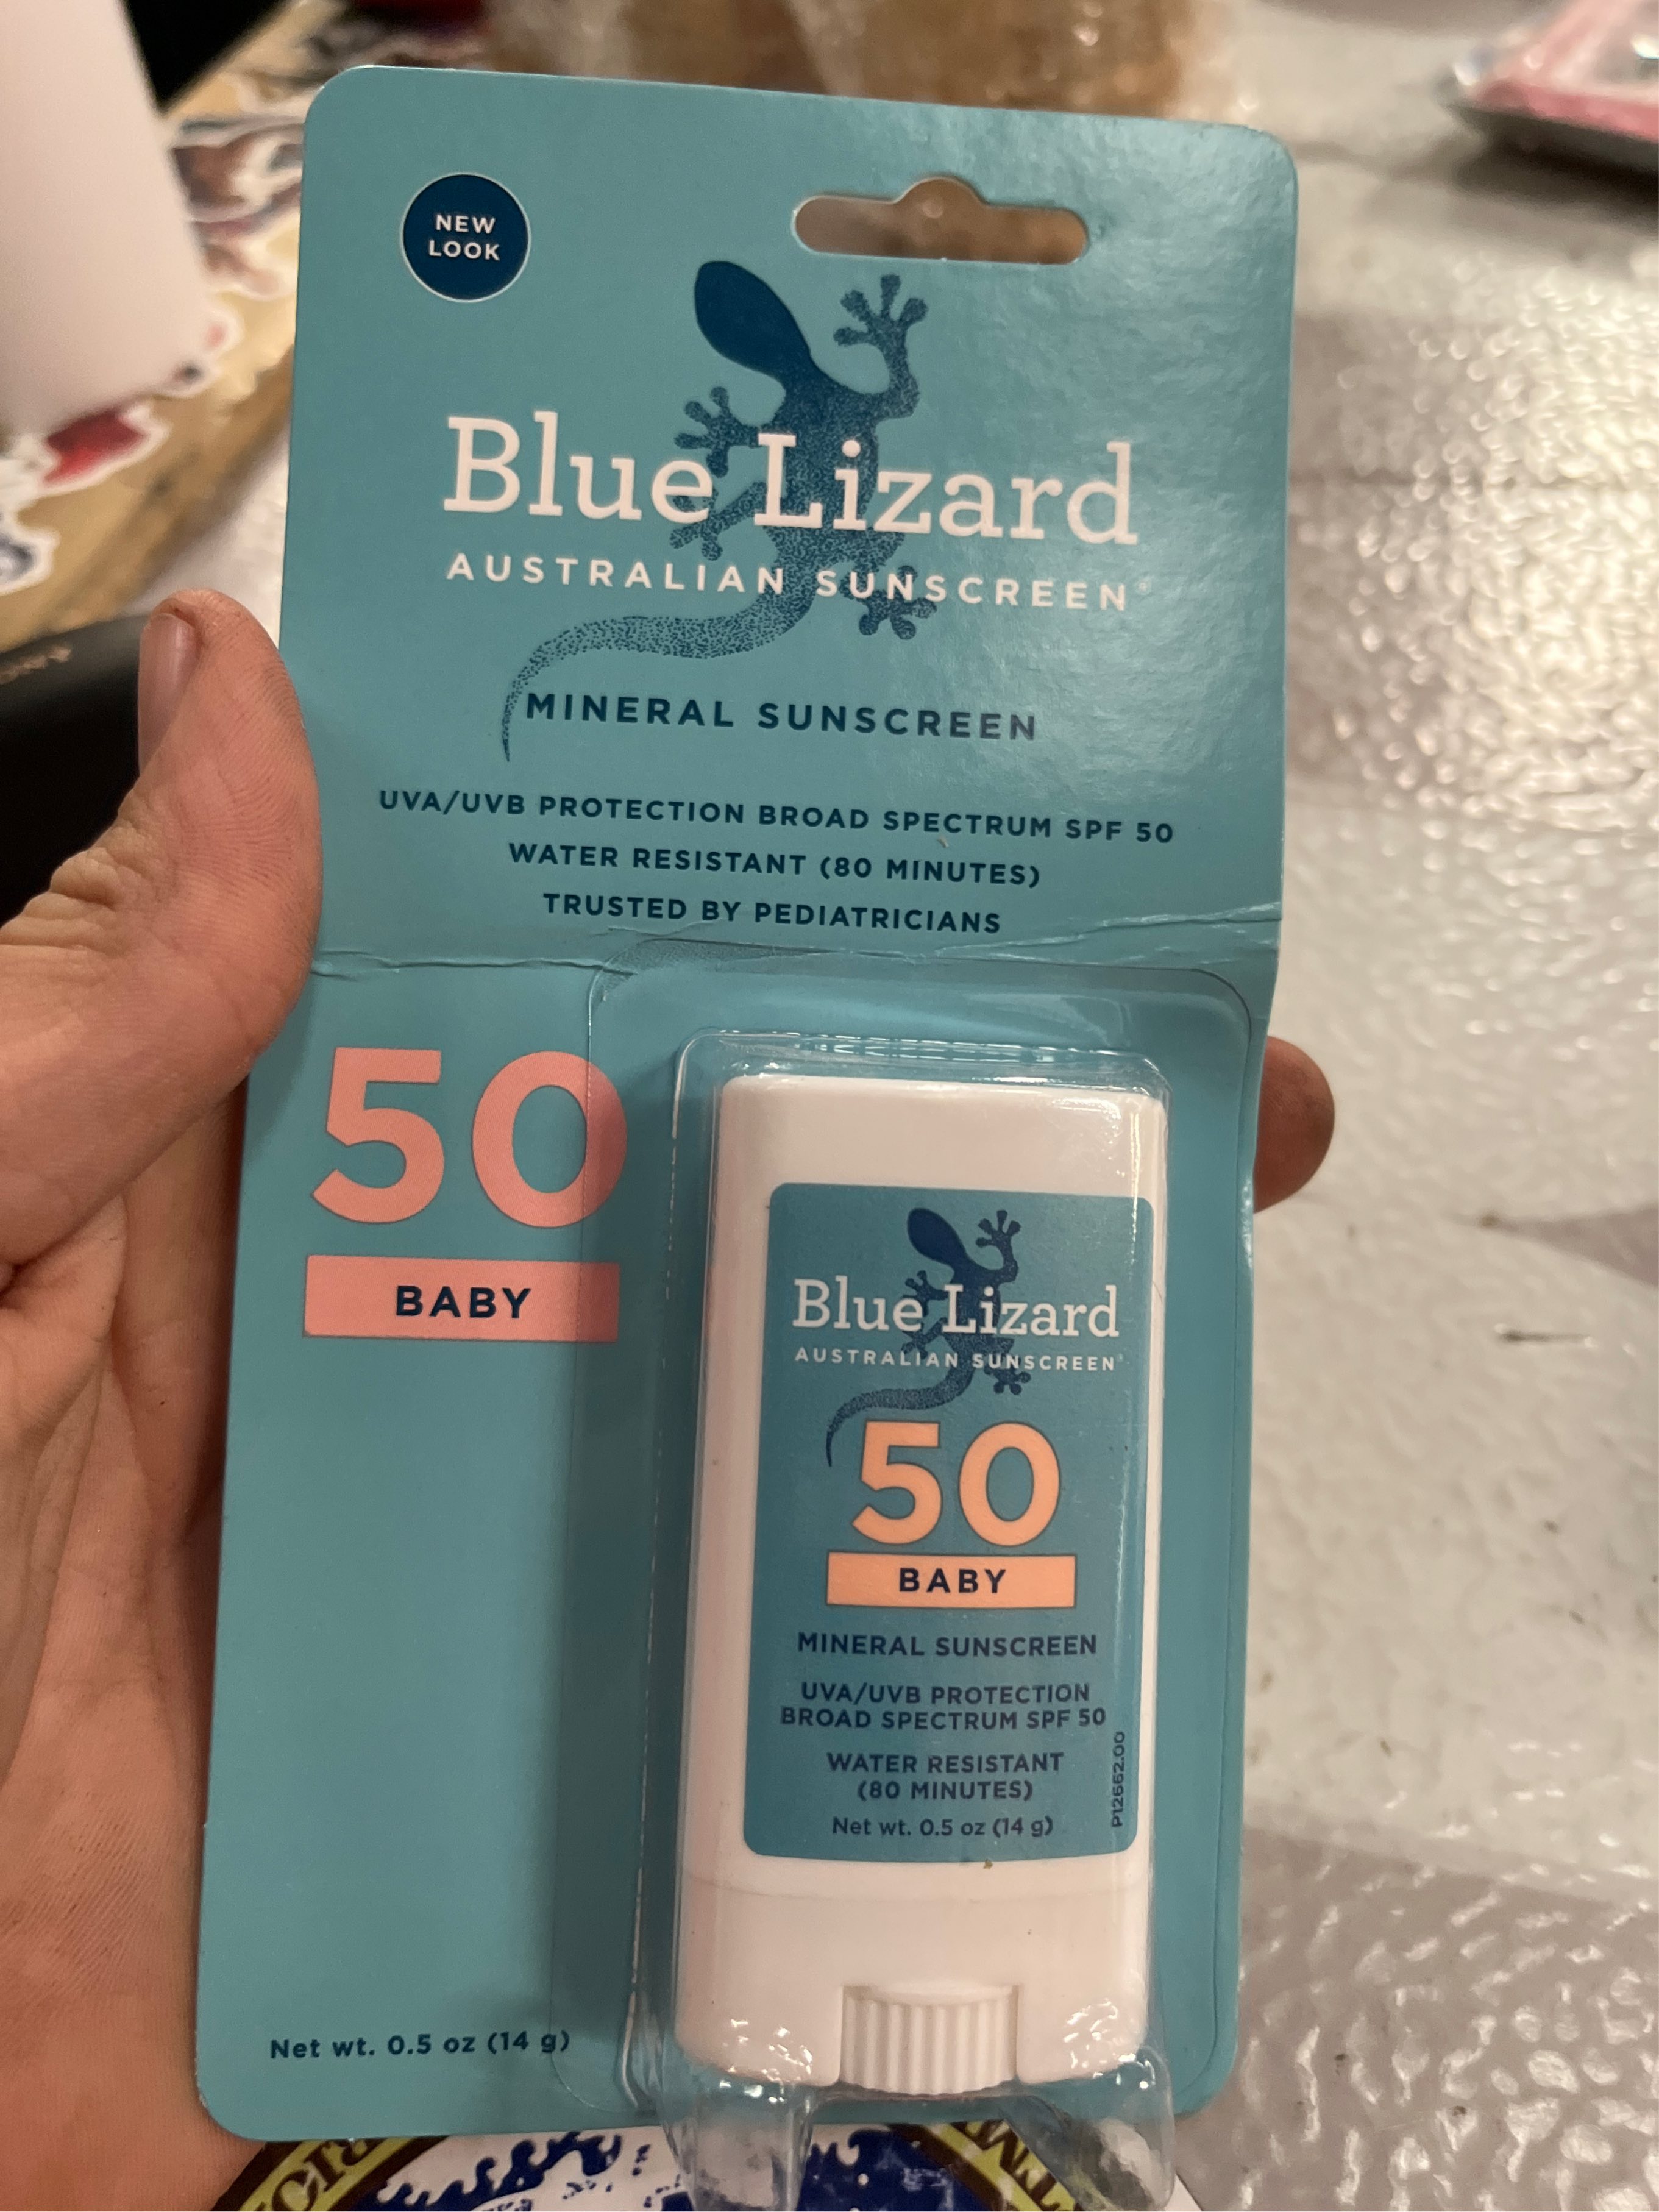 NEW
LOOK
Blue Lizard
AUSTRALIAN SUNSCREEN®
MINERAL SUNSCREEN
UVA/UVB PROTECTION BROAD SPECTRUM SPF 50
WATER RESISTANT (80 MINUTES)
TRUSTED BY PEDIATRICIANS
50
BABY
Net wt. 0.5 oz (14 g)
Blue Lizard
AUSTRALIAN SUNSCREEN®
50
BABY
MINERAL SUNSCREEN
UVA/UVB PROTECTION
BROAD SPECTRUM SPF 50
WATER RESISTANT
(80 MINUTES)
Net wt. 0.5 oz (14 g)
P12662.00